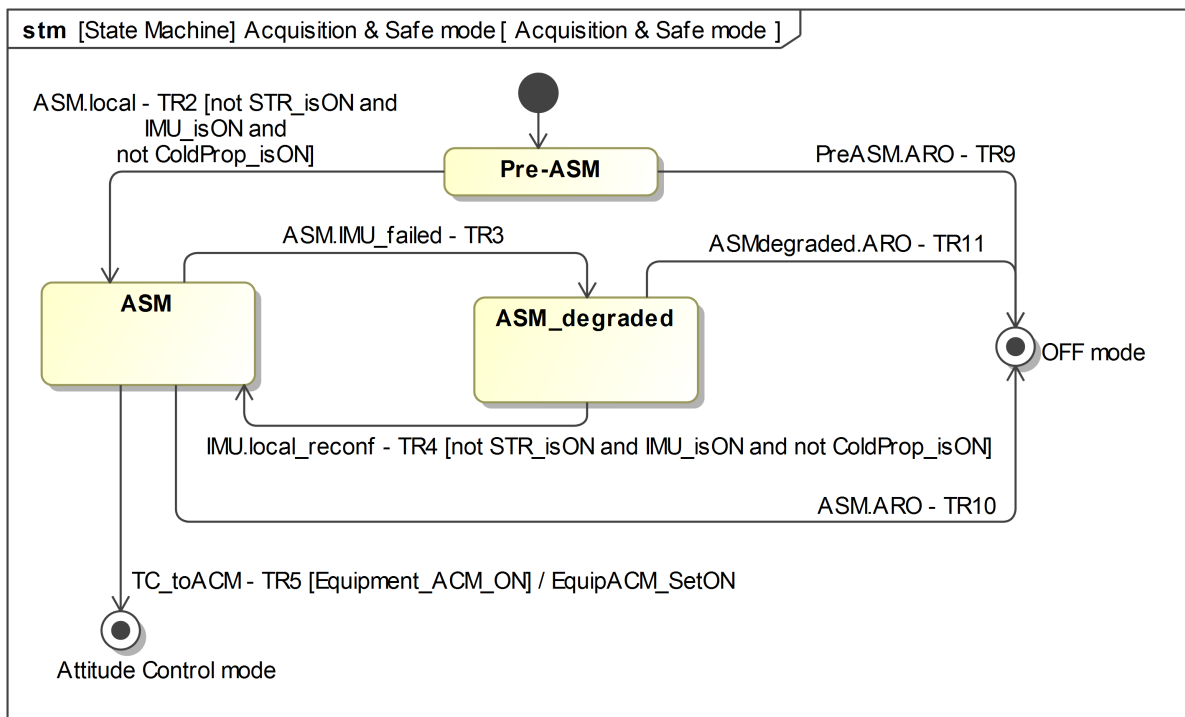 stm [State Machine] Acquisition & Safe mode [ Acquisition & Safe mode ]
ASM.local - TR2 [not STR_isON and
IMU_isON and
not ColdProp_isON]
Pre-ASM
PreASM.ARO - TR9
ASM.IMU_failed - TR3
ASMdegraded.ARO - TR11
ASM
ASM_degraded
OFF mode
IMU.local_reconf - TR4 [not STR_isON and IMU_isON and not ColdProp_isON]
ASM.ARO - TR10
TC_toACM - TR5 [Equipment_ACM_ON] / EquipACM_SetON
Attitude Control mode